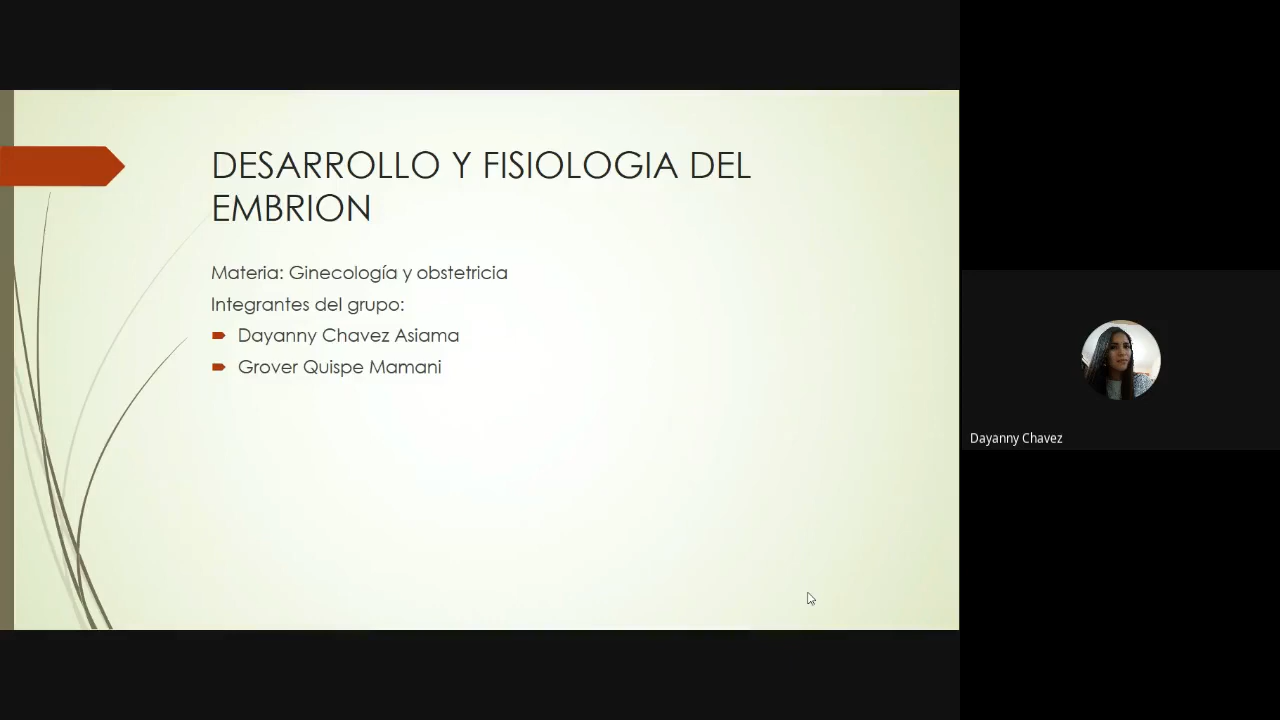 DESARROLLO Y FISIOLOGIA DEL
EMBRION
Materia: Ginecología y obstetricia
Integrantes del grupo:
Dayanny Chavez Asiama
Grover Quispe Mamani
Dayanny Chavez